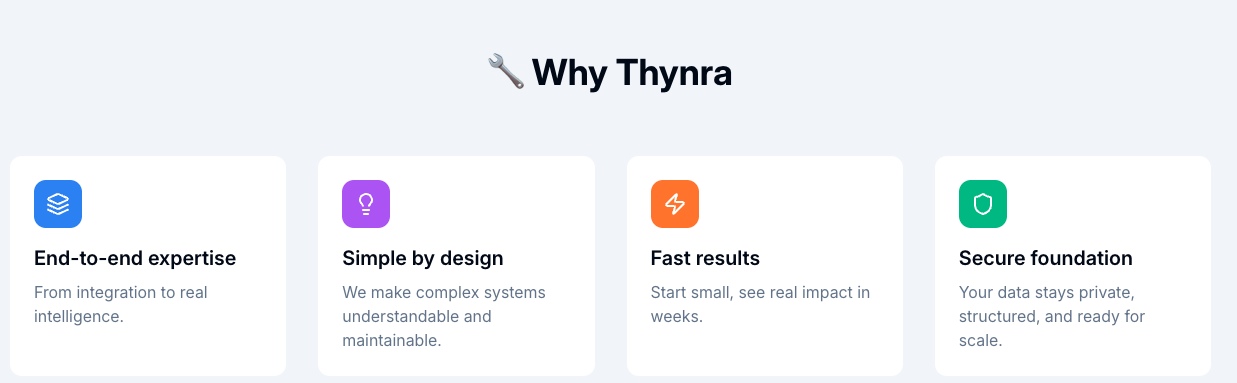 🔧 Why Thynra
End-to-end expertise
From integration to real
intelligence.
Simple by design
We make complex systems
understandable and
maintainable.
Fast results
Start small, see real impact in
weeks.
Secure foundation
Your data stays private,
structured, and ready for
scale.